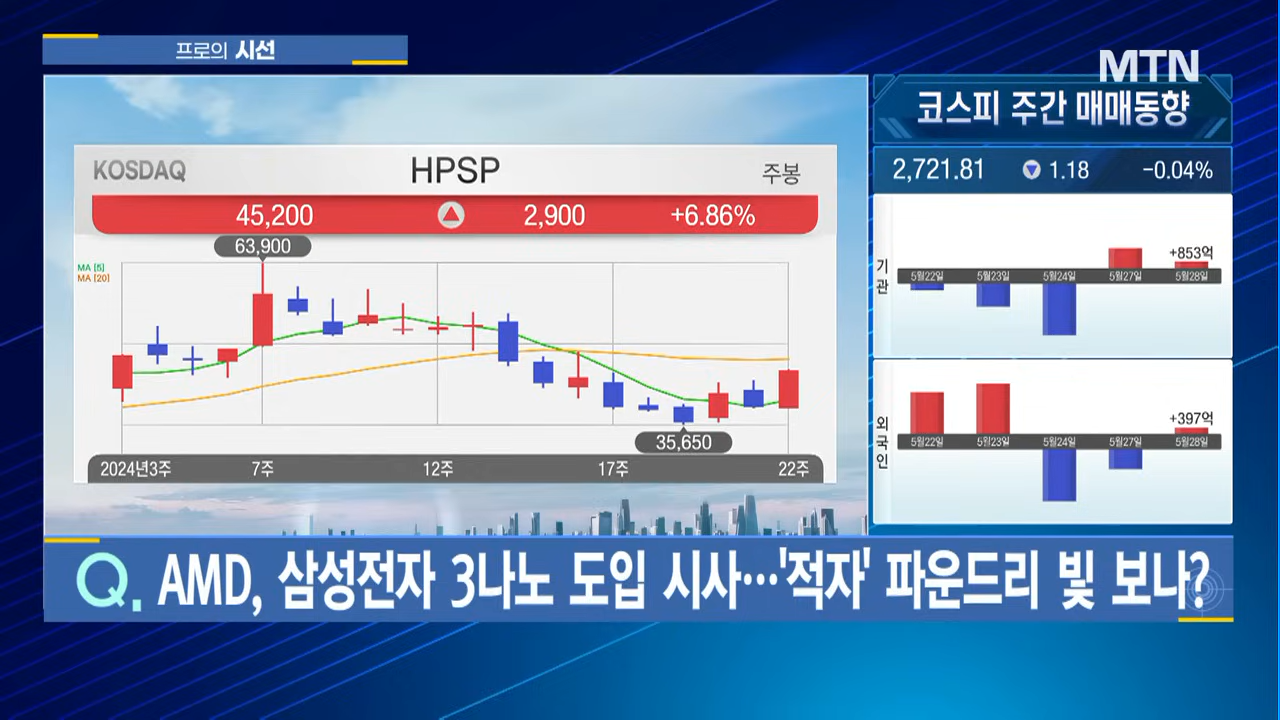 프로의 시선
MTN
KOSDAQ HPSP 주봉
45,200 2,900 +6.86%
63,900
MA [5]
MA [20]
35,650
2024년3주 7주 12주 17주 22주
코스피 주간 매매동향
2,721.81 1.18 -0.04%
기관
+853억
5월22일 5월23일 5월24일 5월27일 5월28일
외국인
+397억
5월22일 5월23일 5월24일 5월27일 5월28일
Q. AMD, 삼성전자 3나노 도입 시사…'적자' 파운드리 빛 보나?